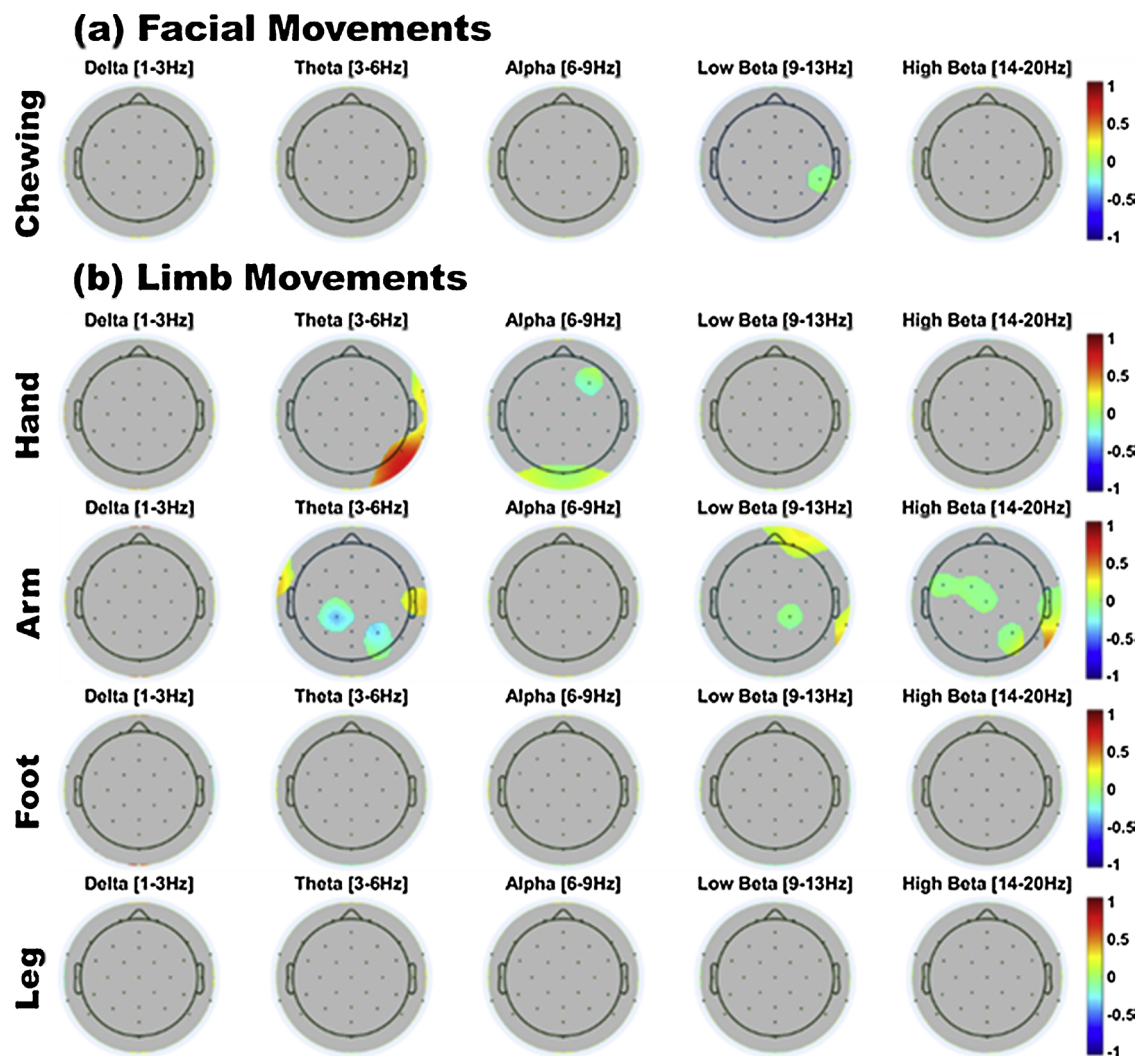 (a) Facial Movements
Delta [1-3Hz] Theta [3-6Hz] Alpha [6-9Hz] Low Beta [9-13Hz] High Beta [14-20Hz]
Chewing
1
0.5
0
-0.5
-1
(b) Limb Movements
Delta [1-3Hz] Theta [3-6Hz] Alpha [6-9Hz] Low Beta [9-13Hz] High Beta [14-20Hz]
Hand
1
0.5
0
-0.5
-1
Delta [1-3Hz] Theta [3-6Hz] Alpha [6-9Hz] Low Beta [9-13Hz] High Beta [14-20Hz]
Arm
1
0.5
0
-0.5
-1
Delta [1-3Hz] Theta [3-6Hz] Alpha [6-9Hz] Low Beta [9-13Hz] High Beta [14-20Hz]
Foot
1
0.5
0
-0.5
-1
Delta [1-3Hz] Theta [3-6Hz] Alpha [6-9Hz] Low Beta [9-13Hz] High Beta [14-20Hz]
Leg
1
0.5
0
-0.5
-1